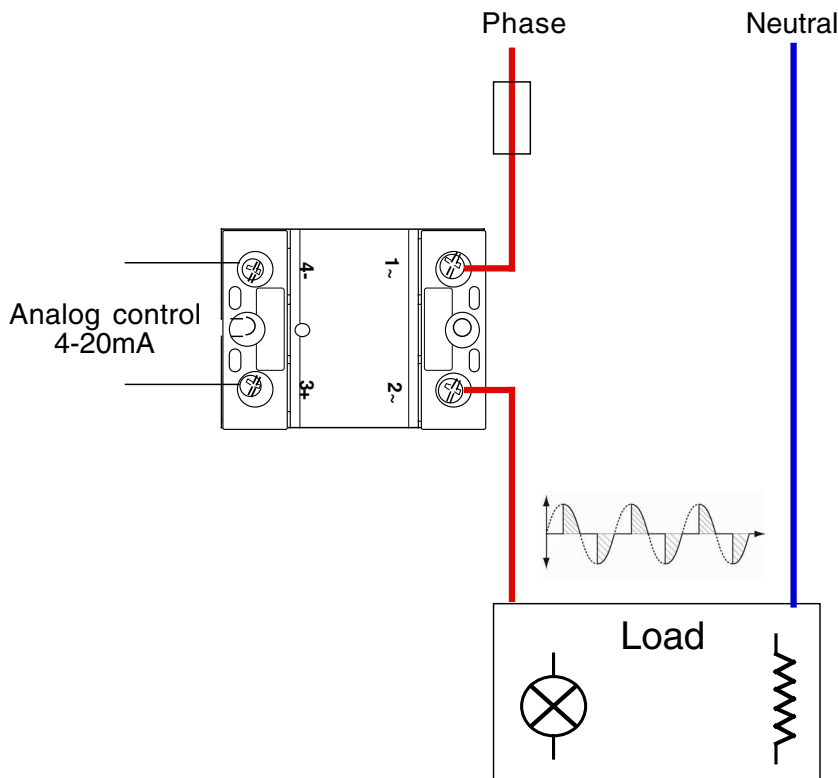 Phase
Neutral
4-
1~
Analog control
4-20mA
3+
2~
Load